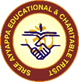 SREE AYYAPPA EDUCATIONAL & CHARITABLE TRUST